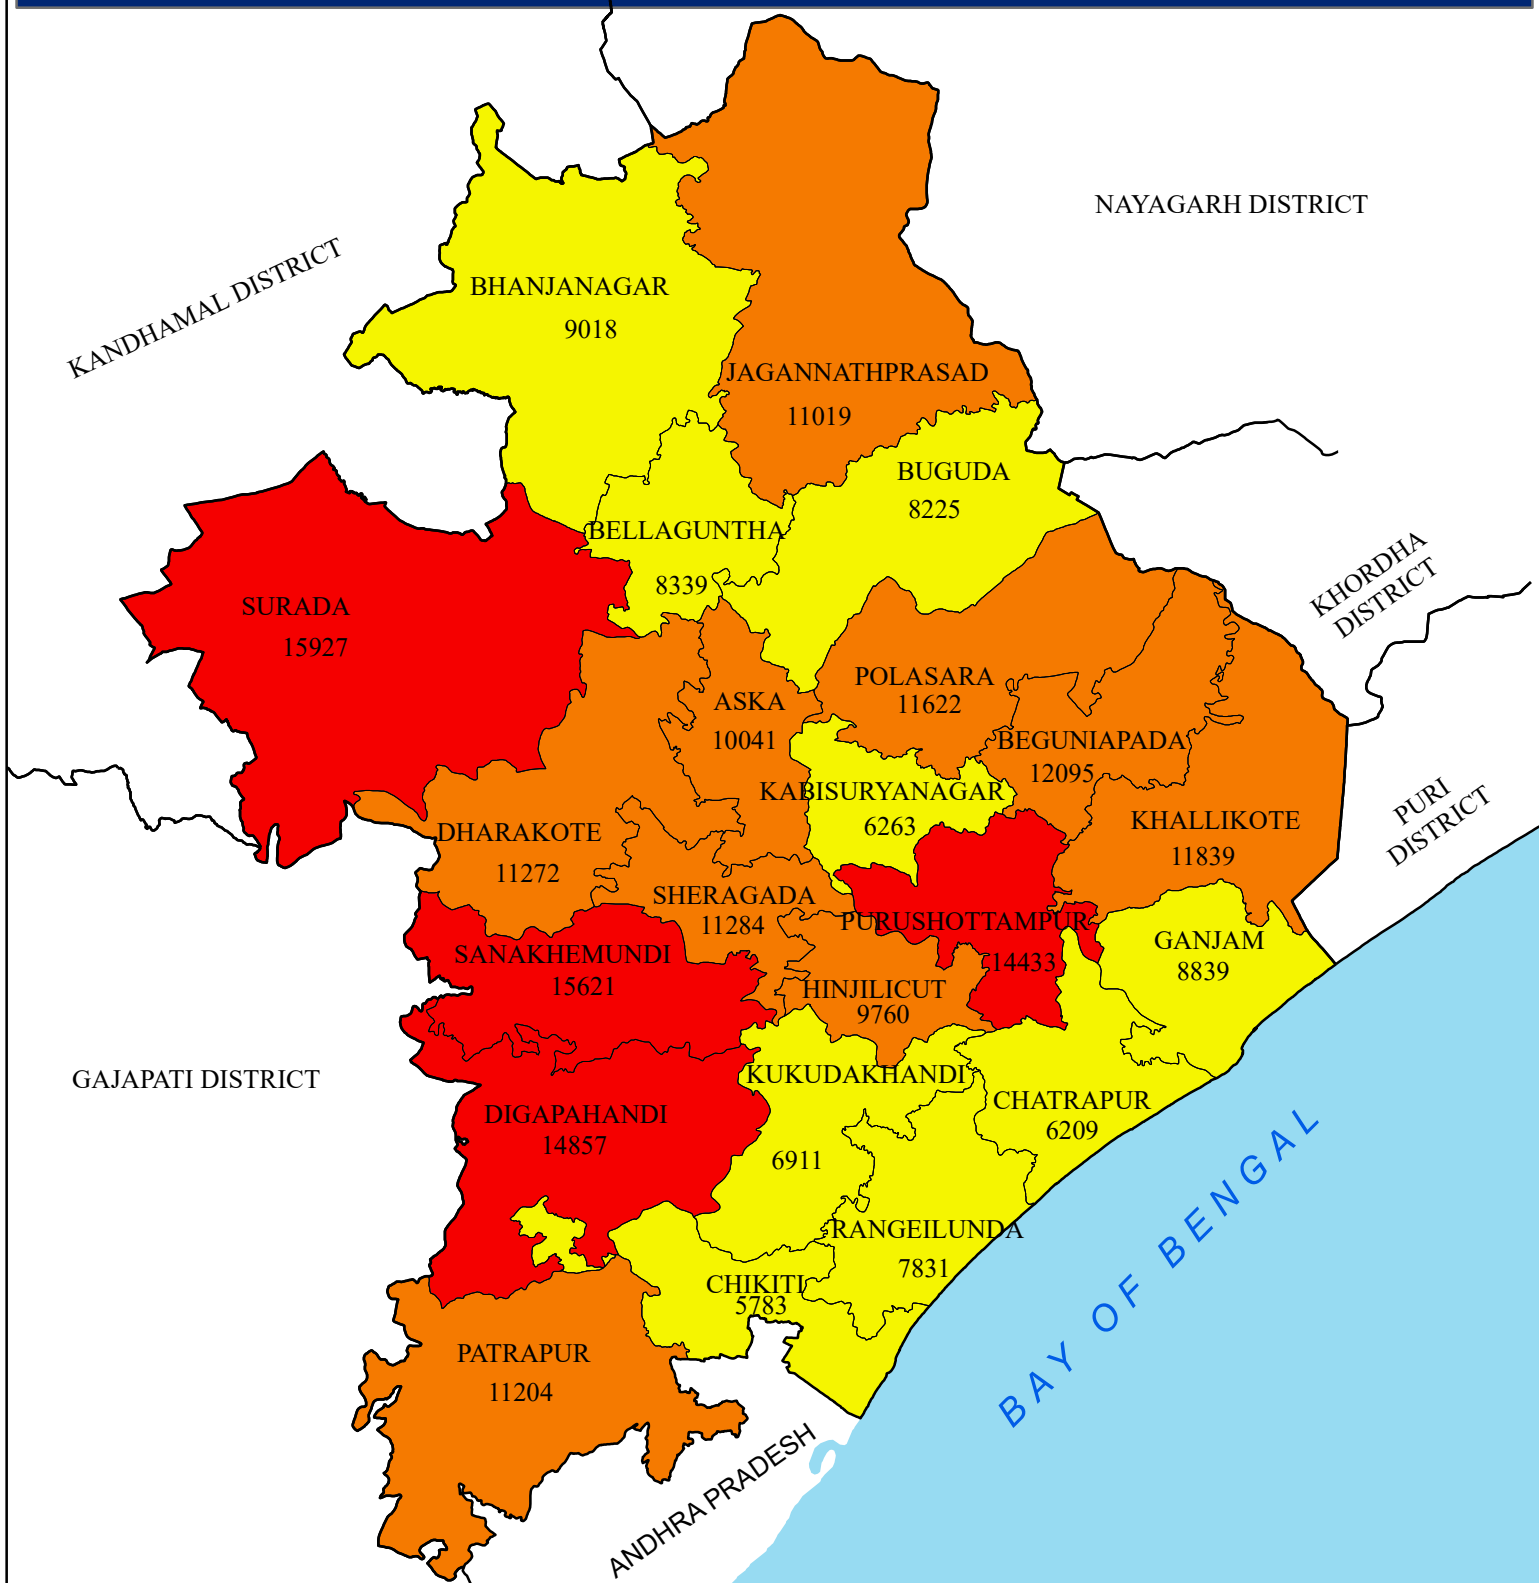 NAYAGARH DISTRICT
KANDHAMAL DISTRICT
BHANJANAGAR
9018
JAGANNATHPRASAD
11019
BUGUDA
8225
BELLAGUNTHA
8339
KHORDHA
DISTRICT
SURADA
15927
POLASARA
11622
ASKA
10041
BEGUNIAPADA
12095
KABISURYANAGAR
6263
PURI
DISTRICT
KHALLIKOTE
11839
DHARAKOTE
11272
SHERAGADA
11284
PURUSHOTTAMPUR
14433
GANJAM
8839
SANAKHEMUNDI
15621
HINJILICUT
9760
GAJAPATI DISTRICT
KUKUDAKHANDI
6911
CHATRAPUR
6209
DIGAPAHANDI
14857
RANGEILUNDA
7831
CHIKITI
5783
BAY OF BENGAL
PATRAPUR
11204
ANDHRA PRADESH